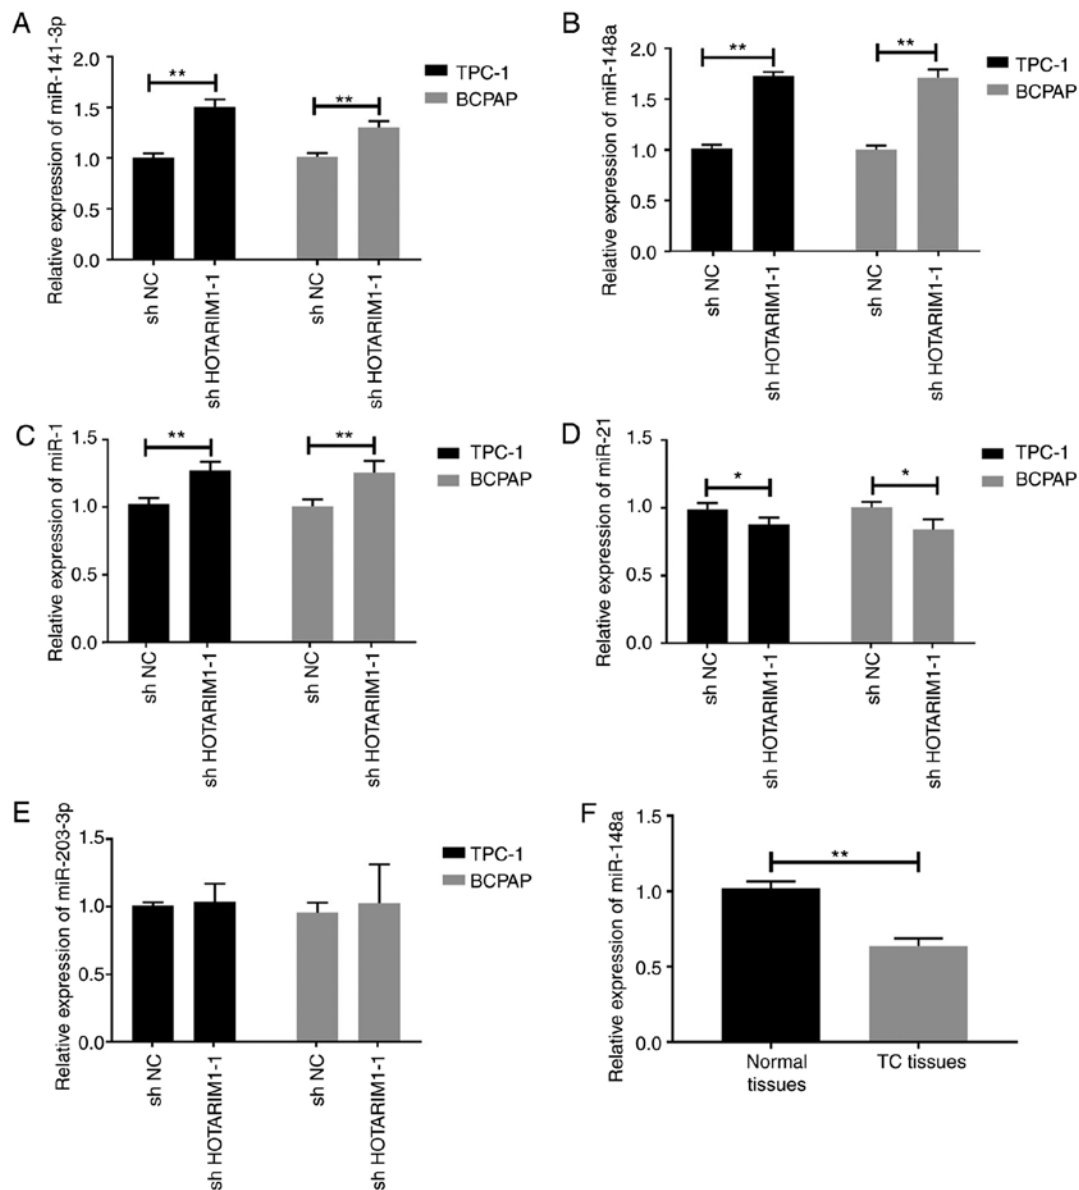 A
Relative expression of miR-141-3p
2.0
1.5
1.0
0.5
0.0
**
**
sh NC
sh HOTARIM1-1
sh NC
sh HOTARIM1-1
TPC-1
BCPAP
B
Relative expression of miR-148a
2.0
1.5
1.0
0.5
0.0
**
**
sh NC
sh HOTARIM1-1
sh NC
sh HOTARIM1-1
TPC-1
BCPAP
C
Relative expression of miR-1
1.5
1.0
0.5
0.0
**
**
sh NC
sh HOTARIM1-1
sh NC
sh HOTARIM1-1
TPC-1
BCPAP
D
Relative expression of miR-21
1.5
1.0
0.5
0.0
*
*
sh NC
sh HOTARIM1-1
sh NC
sh HOTARIM1-1
TPC-1
BCPAP
E
Relative expression of miR-203-3p
1.5
1.0
0.5
0.0
sh NC
sh HOTARIM1-1
sh NC
sh HOTARIM1-1
TPC-1
BCPAP
F
Relative expression of miR-148a
1.5
1.0
0.5
0.0
**
Normal
tissues
TC tissues